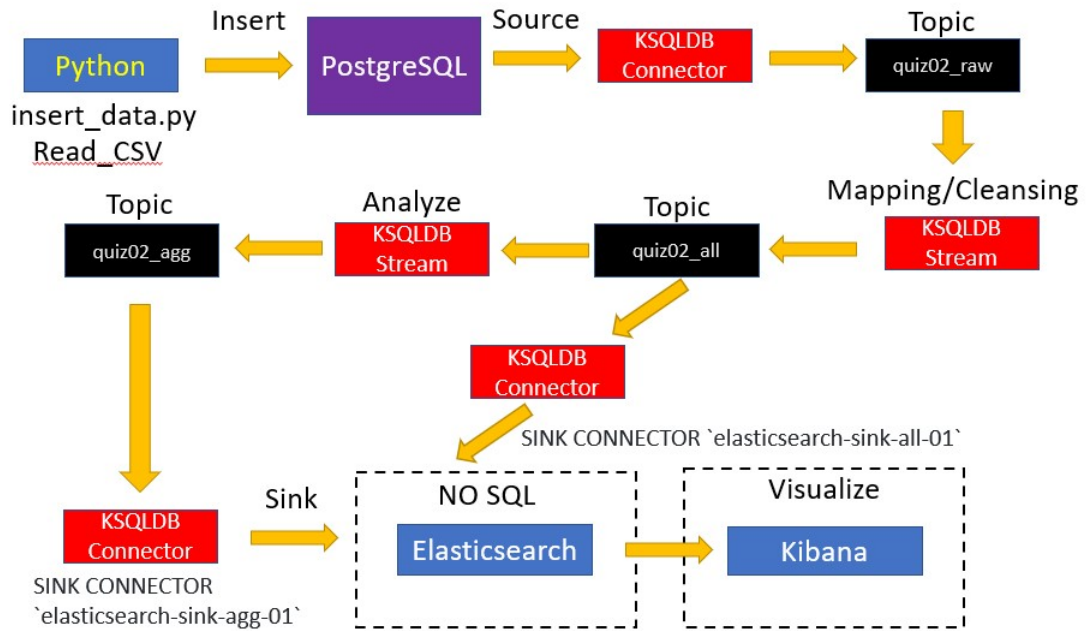 Insert
Source
Topic
Python
PostgreSQL
KSQLDB
Connector
quiz02_raw
insert_data.py
Read_CSV
Mapping/Cleansing
KSQLDB
Stream
Topic
quiz02_all
Analyze
KSQLDB
Stream
Topic
quiz02_agg
KSQLDB
Connector
SINK CONNECTOR `elasticsearch-sink-all-01`
KSQLDB
Connector
SINK CONNECTOR
`elasticsearch-sink-agg-01`
Sink
NO SQL
Elasticsearch
Visualize
Kibana